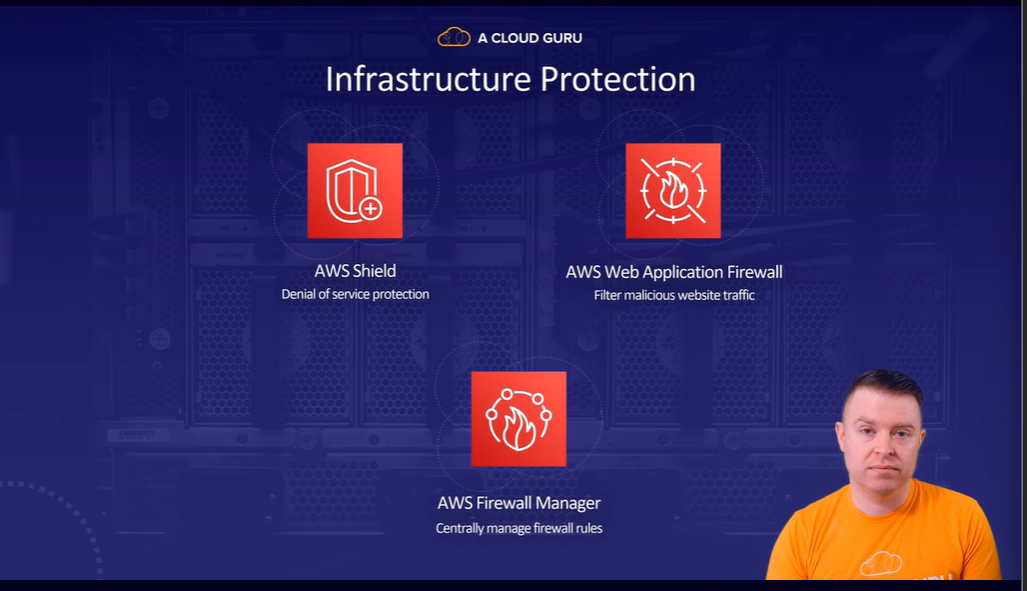 A CLOUD GURU
Infrastructure Protection
AWS Shield
Denial of service protection
AWS Web Application Firewall
Filter malicious website traffic
AWS Firewall Manager
Centrally manage firewall rules